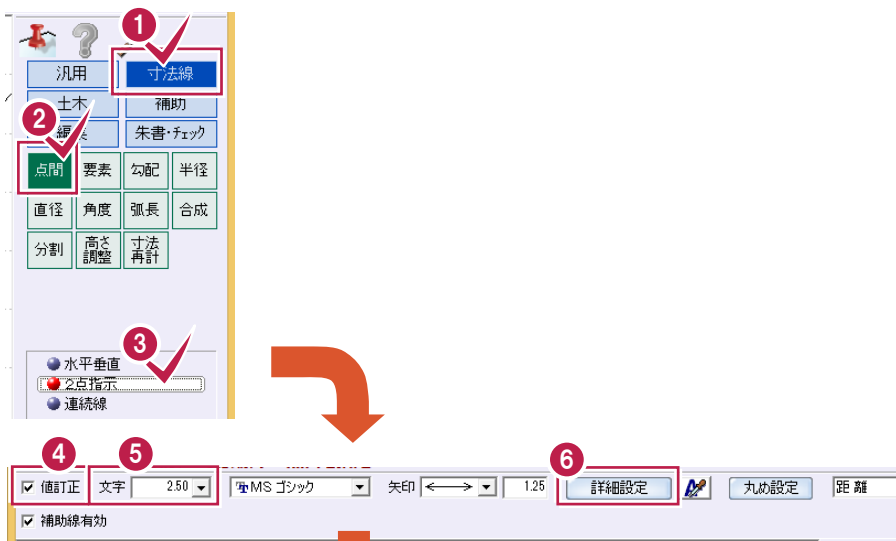 1
汎用 寸法線
土木 補助
2
編集 朱書・チェック
点間 要素 勾配 半径
直径 角度 弧長 合成
分割 高さ調整 寸法再計
3
水平垂直
2点指示
連続線
4 5 6
値訂正 文字 2.50 MS ゴシック 矢印 1.25 詳細設定 丸め設定 距離
補助線有効